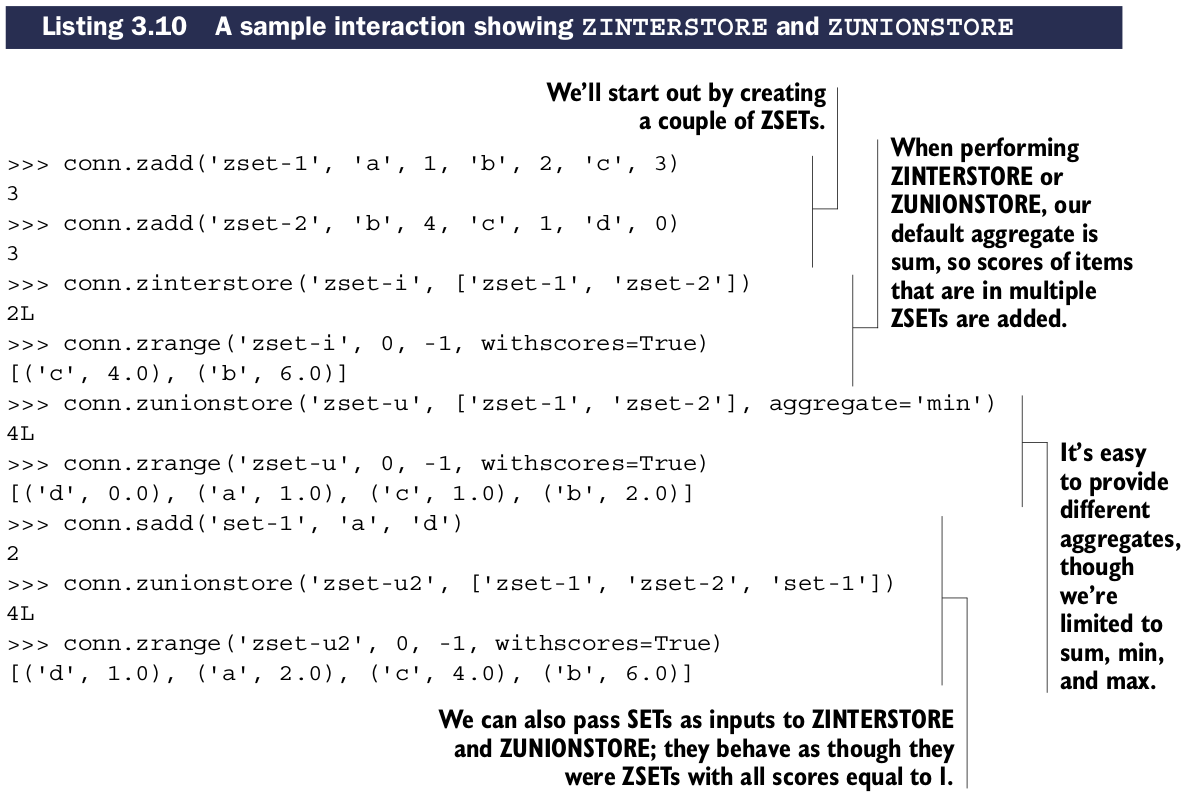 Listing 3.10 A sample interaction showing ZINTERSTORE and ZUNIONSTORE
We'll start out by creating
a couple of ZSETs.
>>> conn.zadd('zset-1', 'a', 1, 'b', 2, 'c', 3)
3
>>> conn.zadd('zset-2', 'b', 4, 'c', 1, 'd', 0)
3
>>> conn.zinterstore('zset-i', ['zset-1', 'zset-2'])
2L
>>> conn.zrange('zset-i', 0, -1, withscores=True)
[('c', 4.0), ('b', 6.0)]
When performing
ZINTERSTORE or
ZUNIONSTORE, our
default aggregate is
sum, so scores of items
that are in multiple
ZSETs are added.
>>> conn.zunionstore('zset-u', ['zset-1', 'zset-2'], aggregate='min')
4L
>>> conn.zrange('zset-u', 0, -1, withscores=True)
[('d', 0.0), ('a', 1.0), ('c', 1.0), ('b', 2.0)]
It's easy
to provide
different
aggregates,
though
we're
limited to
sum, min,
and max.
>>> conn.sadd('set-1', 'a', 'd')
2
>>> conn.zunionstore('zset-u2', ['zset-1', 'zset-2', 'set-1'])
4L
>>> conn.zrange('zset-u2', 0, -1, withscores=True)
[('d', 1.0), ('a', 2.0), ('c', 4.0), ('b', 6.0)]
We can also pass SETs as inputs to ZINTERSTORE
and ZUNIONSTORE; they behave as though they
were ZSETs with all scores equal to 1.